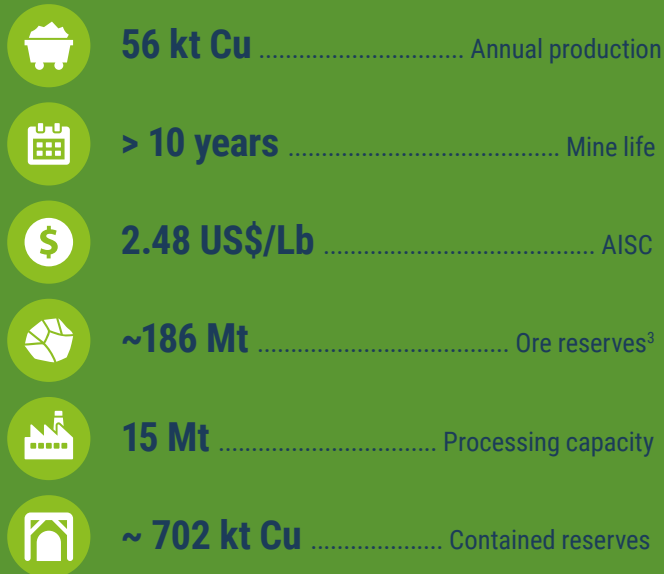 56 kt Cu .............................. Annual production
> 10 years ........................................ Mine life
$ 2.48 US$/Lb ........................................ AISC
~186 Mt ..................................... Ore reserves³
15 Mt ................................ Processing capacity
~ 702 kt Cu ................... Contained reserves